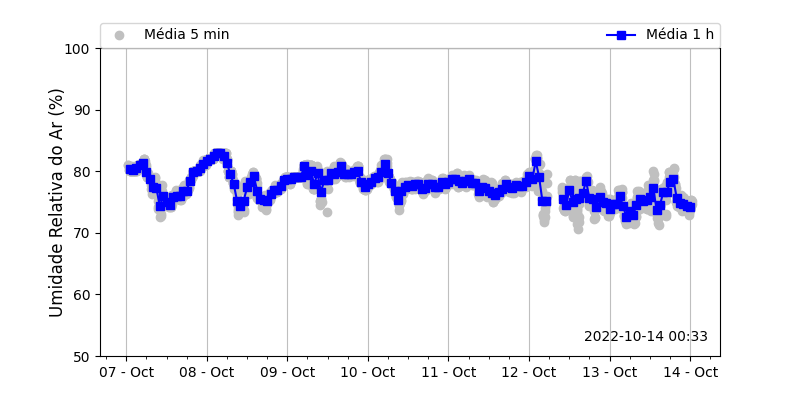 Média 5 min
Média 1 h
100
90
80
70
60
50
Umidade Relativa do Ar (%)
2022-10-14 00:33
07 - Oct
08 - Oct
09 - Oct
10 - Oct
11 - Oct
12 - Oct
13 - Oct
14 - Oct